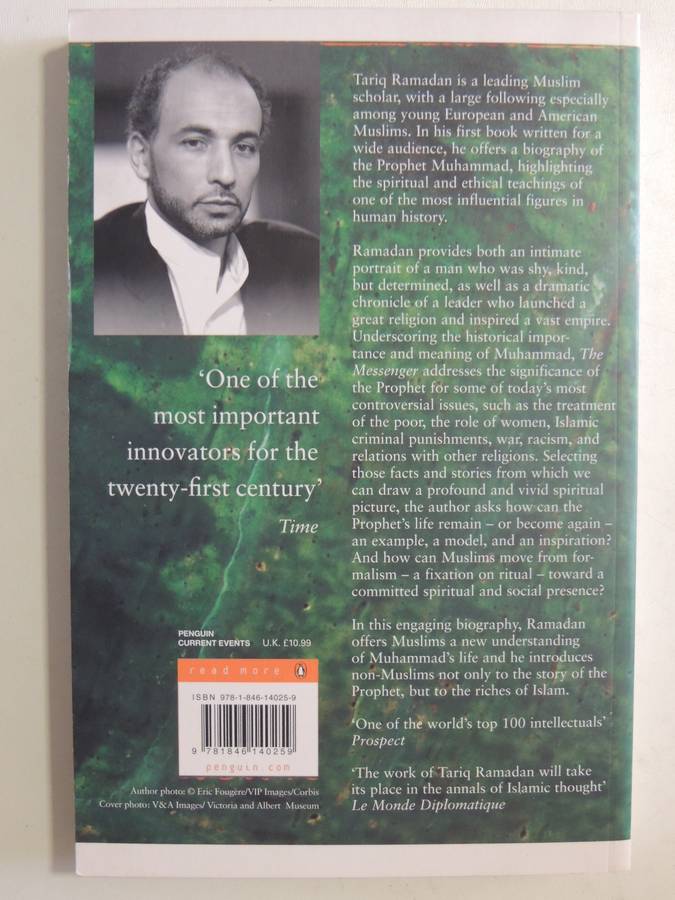 Tariq Ramadan is a leading Muslim
scholar, with a large following especially
among young European and American
Muslims. In his first book written for a
wide audience, he offers a biography of
the Prophet Muhammad, highlighting
the spiritual and ethical teachings of
one of the most influential figures in
human history.
Ramadan provides both an intimate
portrait of a man who was shy, kind,
but determined, as well as a dramatic
chronicle of a leader who launched a
great religion and inspired a vast empire.
Underscoring the historical impor-
tance and meaning of Muhammad, The
Messenger addresses the significance of
the Prophet for some of today's most
controversial issues, such as the treatment
of the poor, the role of women, Islamic
criminal punishments, war, racism, and
relations with other religions. Selecting
those facts and stories from which we
can draw a profound and vivid spiritual
picture, the author asks how can the
Prophet's life remain – or become again –
an example, a model, and an inspiration?
And how can Muslims move from for-
malism – a fixation on ritual – toward a
committed spiritual and social presence?
In this engaging biography, Ramadan
offers Muslims a new understanding
of Muhammad's life and he introduces
non-Muslims not only to the story of the
Prophet, but to the riches of Islam.
'One of the world's top 100 intellectuals'
Prospect
'The work of Tariq Ramadan will take
its place in the annals of Islamic thought'
Le Monde Diplomatique
'One of the
most important
innovators for the
twenty-first century'
Time
PENGUIN
CURRENT EVENTS U.K. £10.99
read more
ISBN 978-1-846-14025-9
9 781846 140259
penguin.com
Author photo: © Eric Fougère/VIP Images/Corbis
Cover photo: V&A Images/ Victoria and Albert Museum